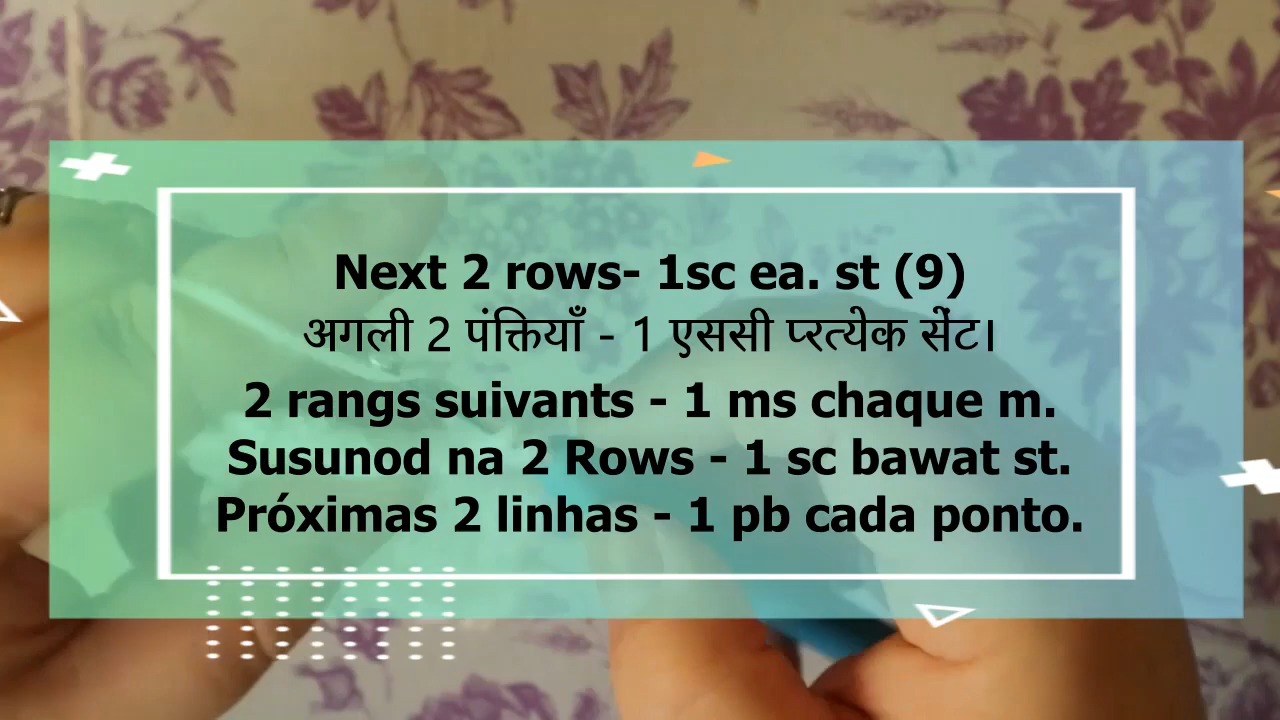 Next 2 rows- 1sc ea. st (9)
अगली 2 पंक्तियाँ - 1 एससी प्रत्येक सेंट।
2 rangs suivants - 1 ms chaque m.
Susunod na 2 Rows - 1 sc bawat st.
Próximas 2 linhas - 1 pb cada ponto.